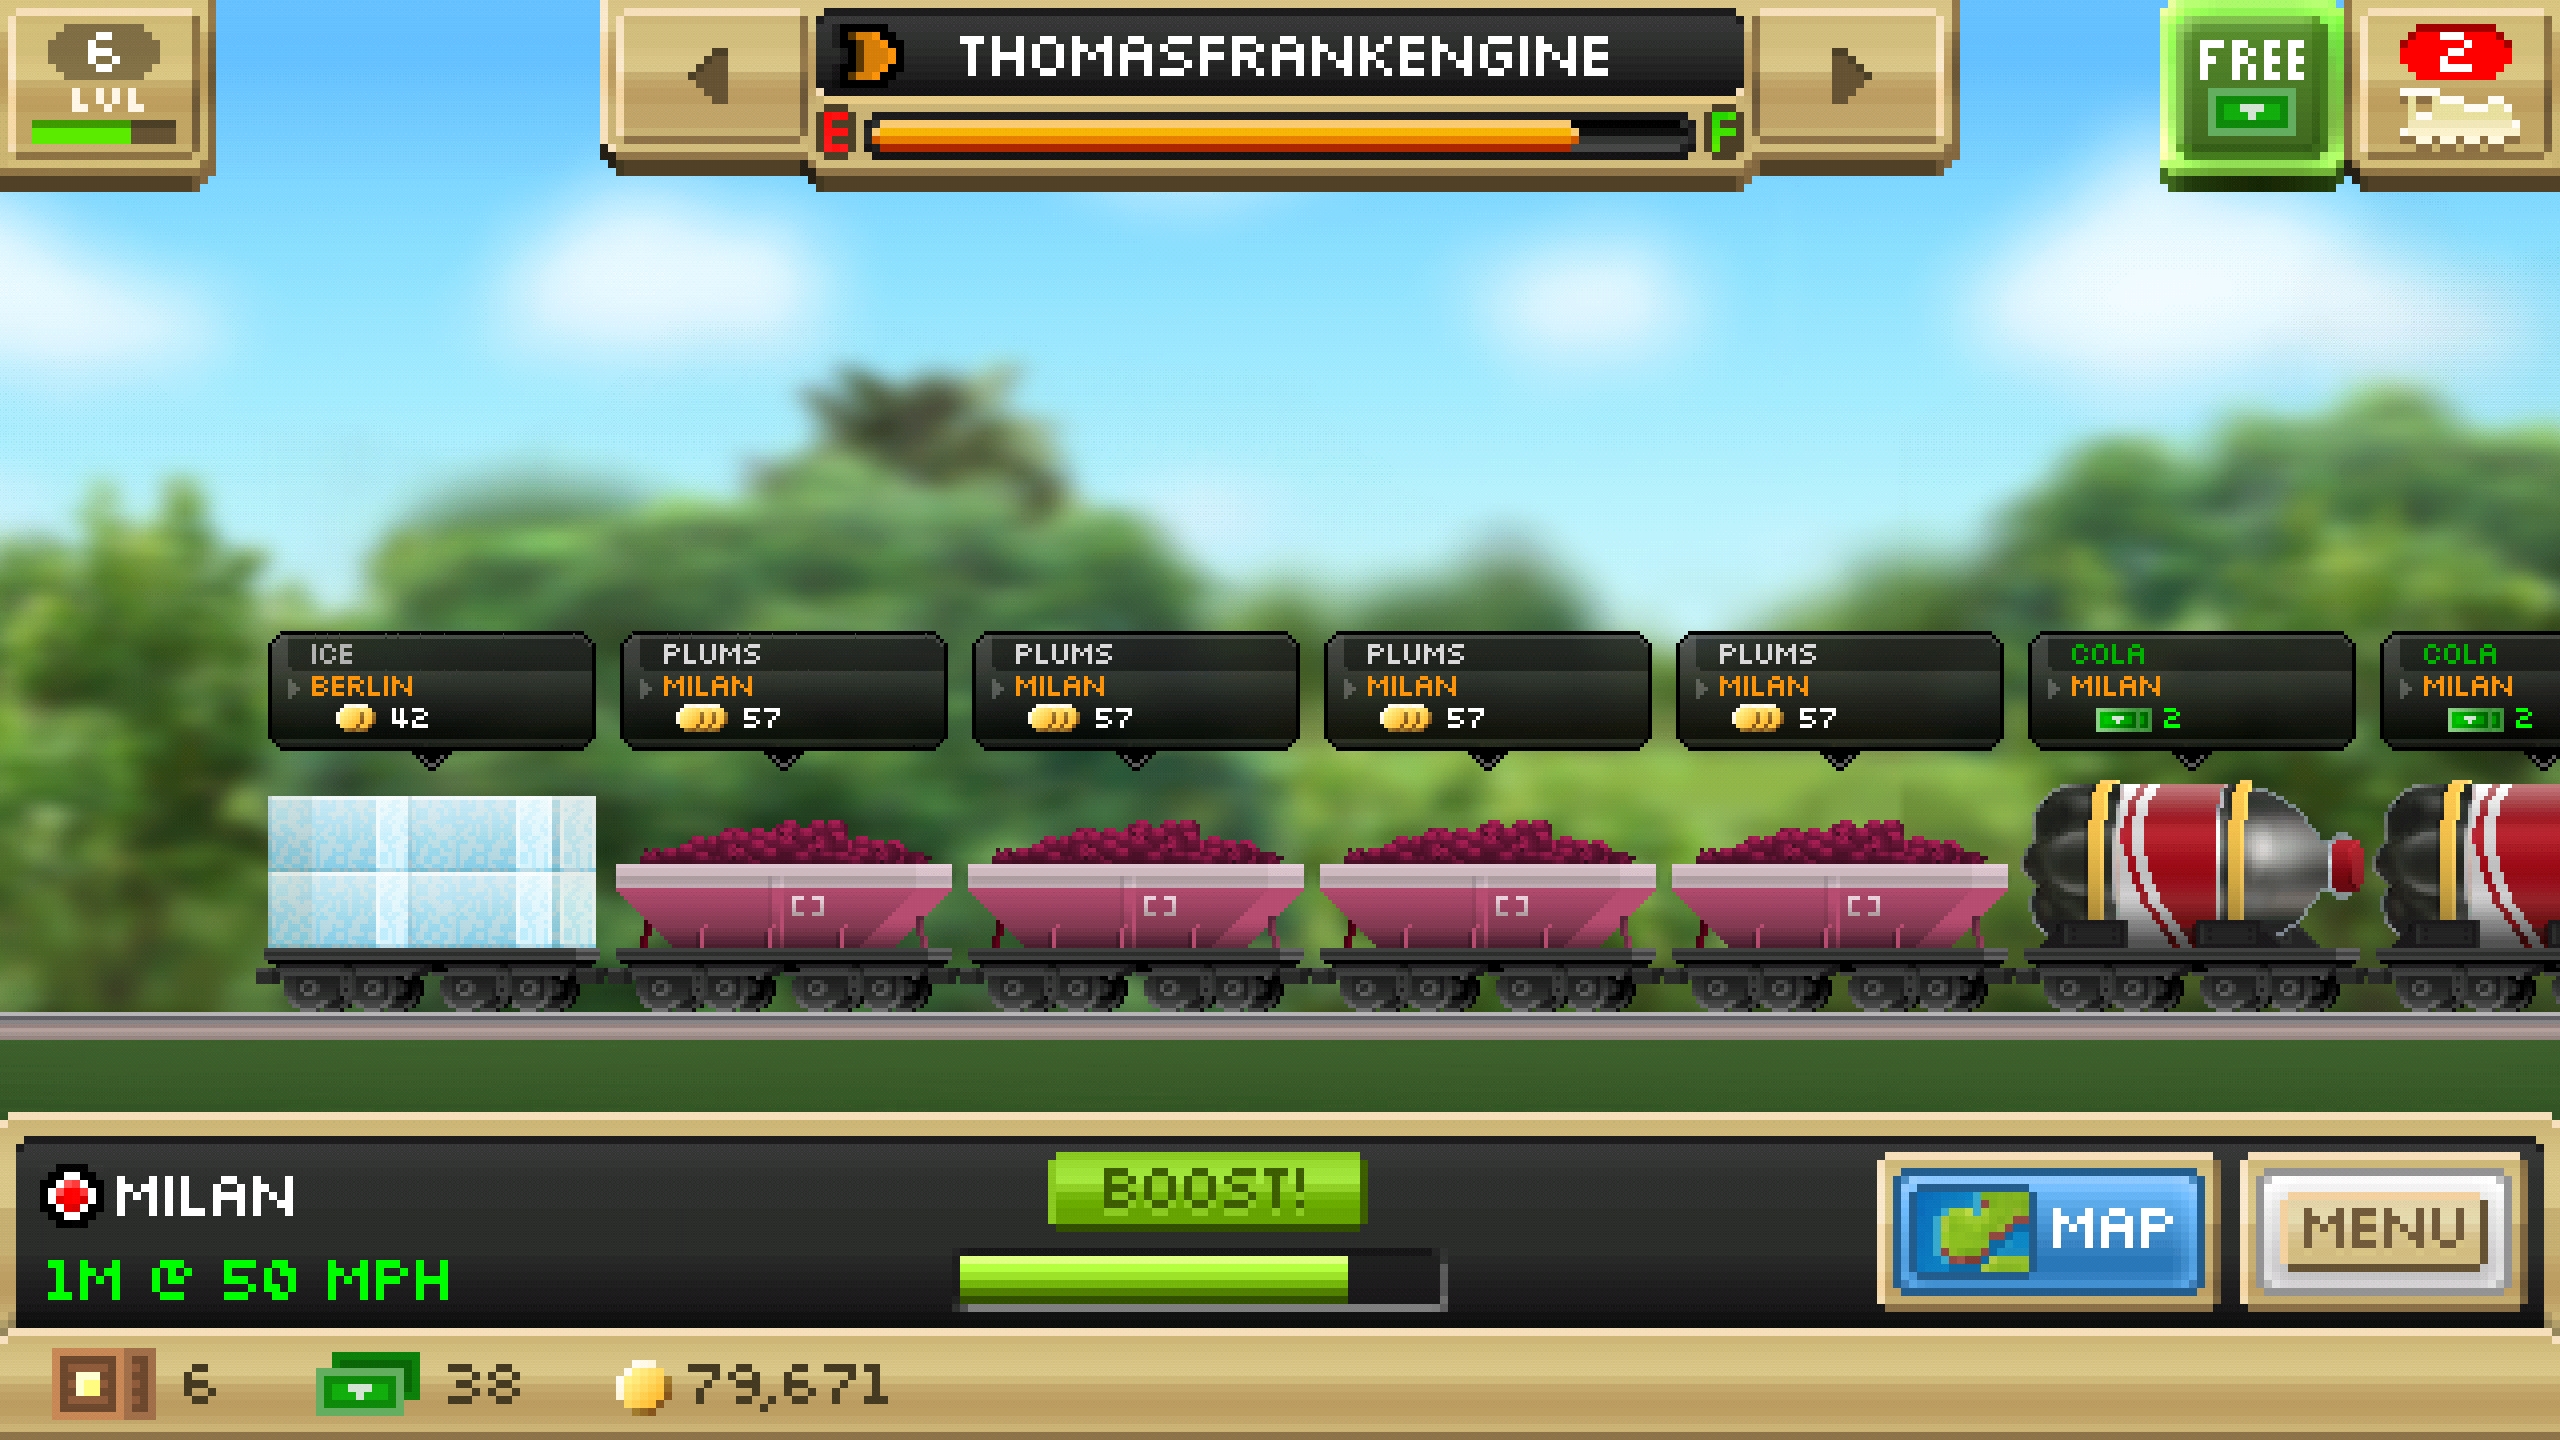 6
LVL
THOMASFRANKENGINE
E F
FREE
2
ICE
BERLIN
42
PLUMS
MILAN
57
PLUMS
MILAN
57
PLUMS
MILAN
57
PLUMS
MILAN
57
COLA
MILAN
2
COLA
MILAN
2
MILAN
1M @ 50 MPH
BOOST!
MAP
MENU
6
38
79,671